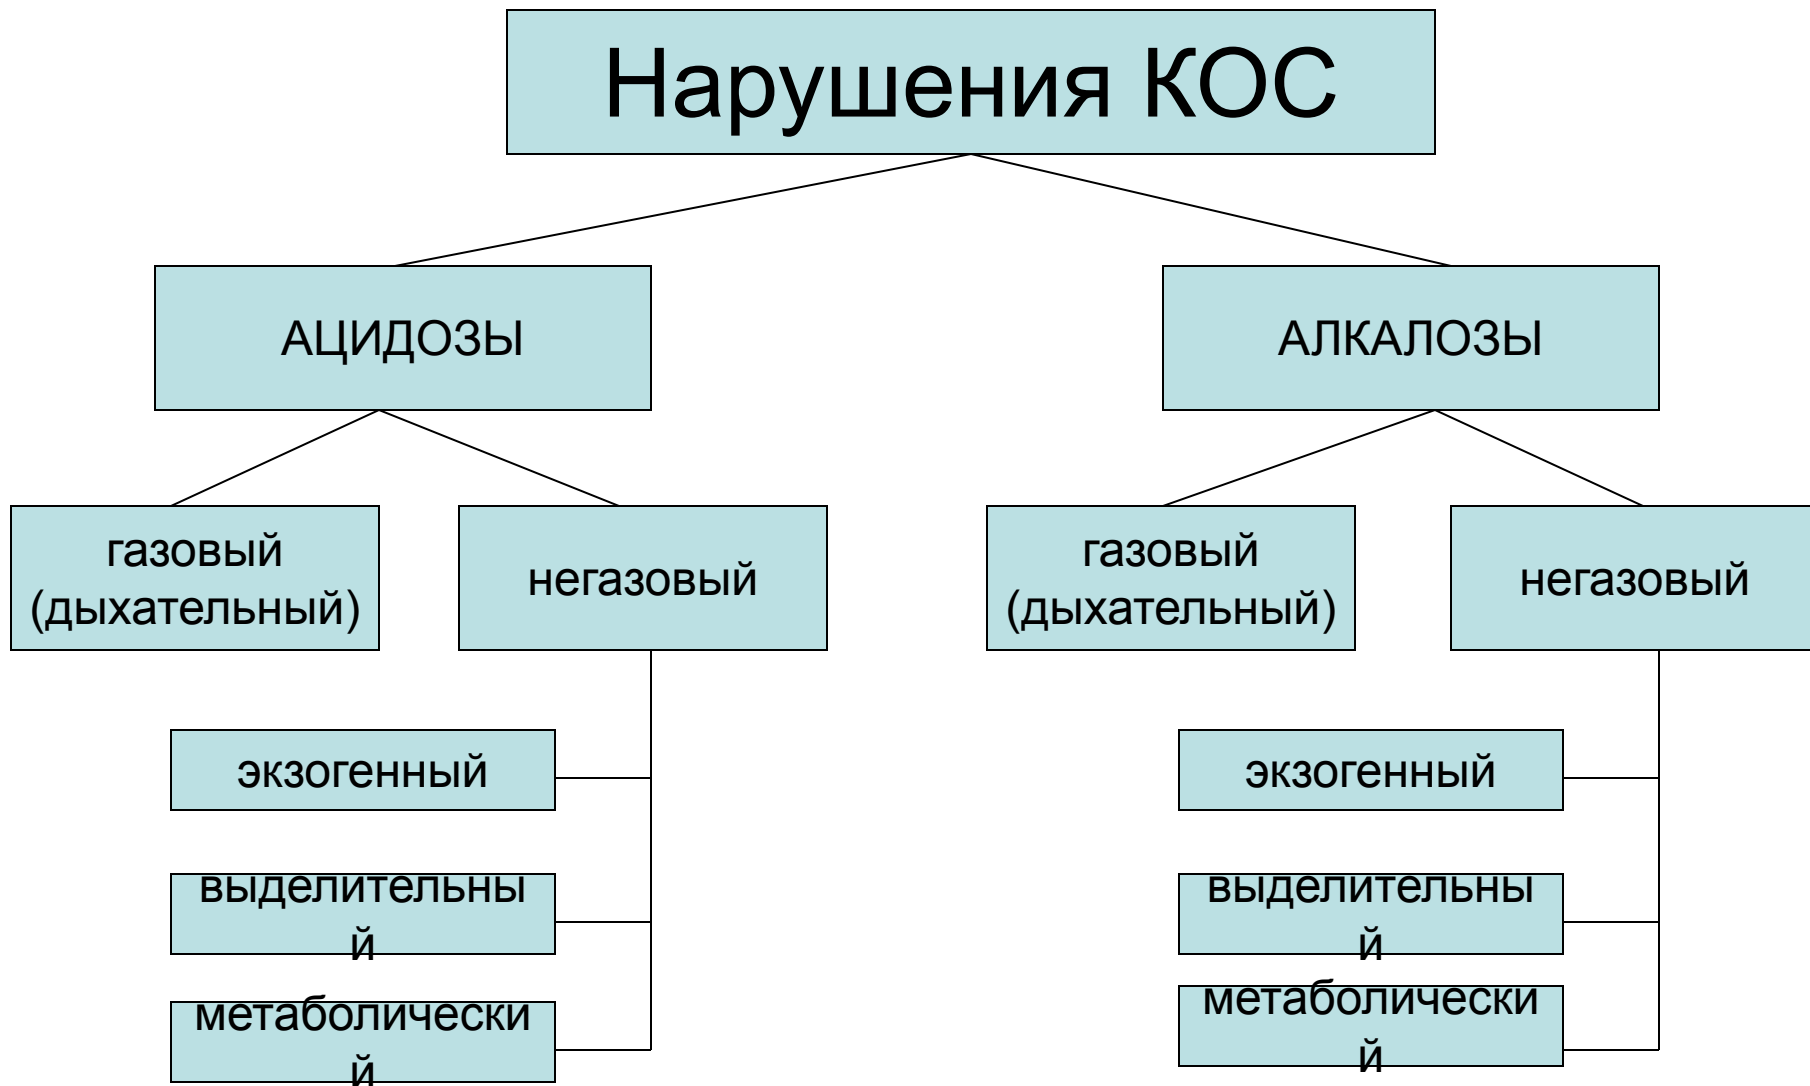 Нарушения КОС
АЦИДОЗЫ
АЛКАЛОЗЫ
газовый
(дыхательный)
негазовый
газовый
(дыхательный)
негазовый
экзогенный
выделительны
й
метаболически
й
экзогенный
выделительны
й
метаболически
й